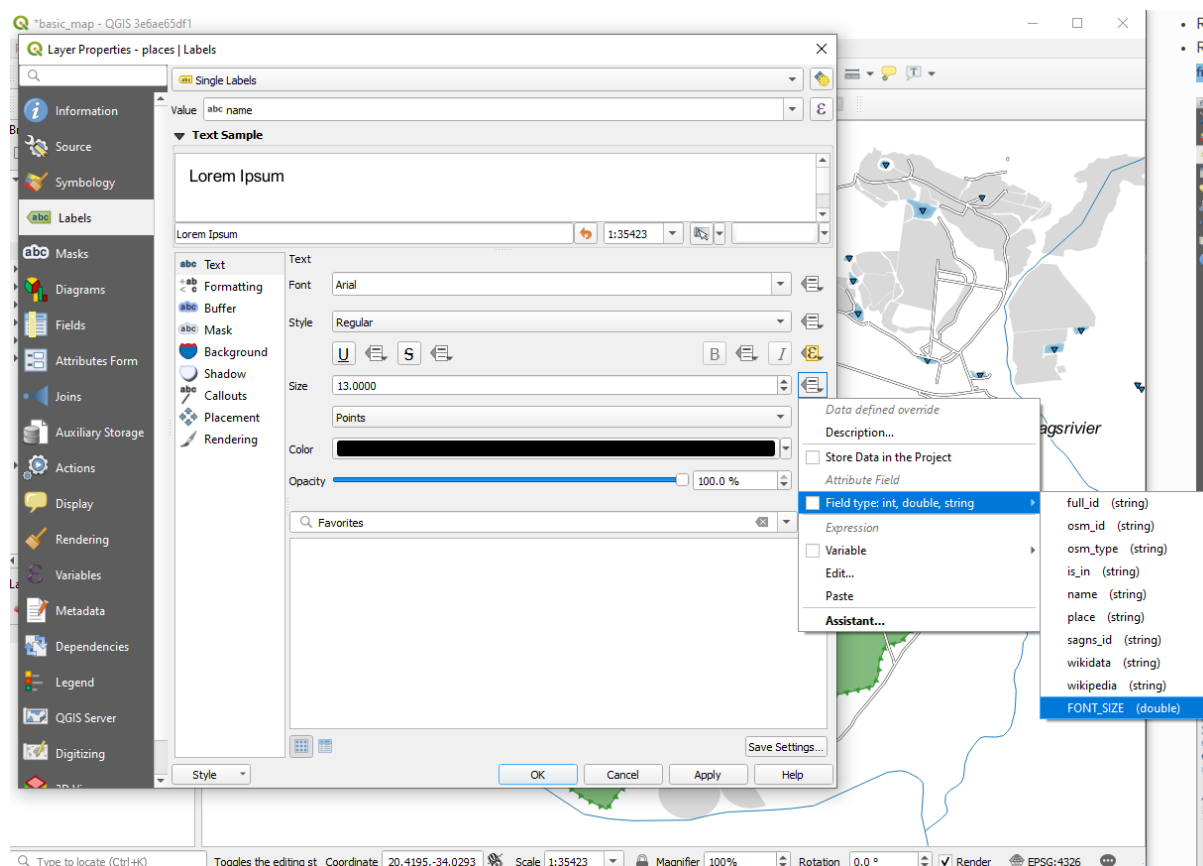 *basic_map - QGIS 3e6ae65df1
Layer Properties - places | Labels
Information
Source
Symbology
abc Labels
abc Masks
Diagrams
Fields
Attributes Form
Joins
Auxiliary Storage
Actions
Display
Rendering
Variables
Metadata
Dependencies
Legend
QGIS Server
Digitizing
Single Labels
Value abc name
Text Sample
Lorem Ipsum
Lorem Ipsum
1:35423
abc Text
Formatting
abc Buffer
abc Mask
Background
Shadow
abc Callouts
Placement
Rendering
Text
Font Arial
Style Regular
U S B I
Size 13.0000
Points
Color
Opacity 100.0 %
Favorites
Save Settings...
Style OK Cancel Apply Help
Data defined override
Description...
Store Data in the Project
Attribute Field
Field type: int, double, string
Expression
Variable
Edit...
Paste
Assistant...
full_id (string)
osm_id (string)
osm_type (string)
is_in (string)
name (string)
place (string)
sagns_id (string)
wikidata (string)
wikipedia (string)
FONT_SIZE (double)
agsrivier
Type to locate (Ctrl+K) Toggles the editing st Coordinate 20.4195,-34.0293 Scale 1:35423 Magnifier 100% Rotation 0.0 ° Render EPSG:4326